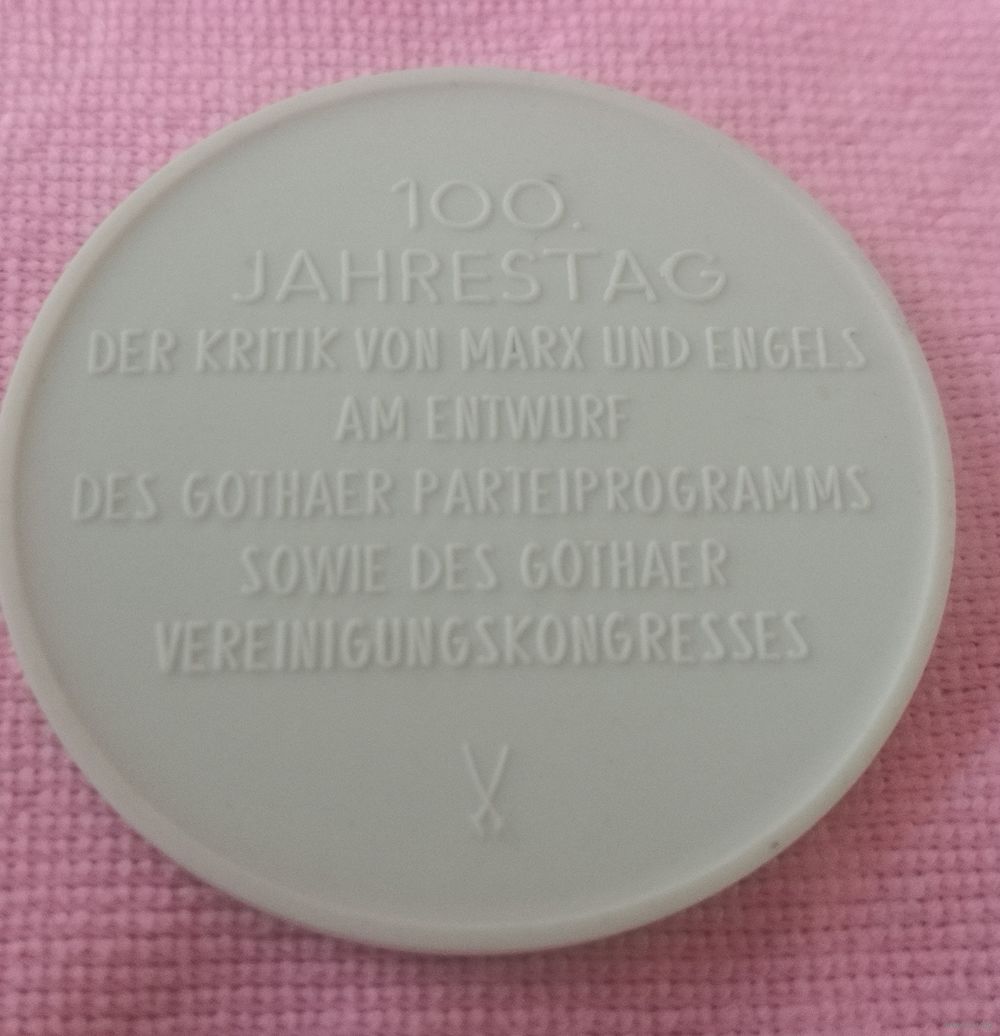 100.
JAHRESTAG
DER KRITIK VON MARX UND ENGELS
AM ENTWURF
DES GOTHAER PARTEIPROGRAMMS
SOWIE DES GOTHAER
VEREINIGUNGSKONGRESSES